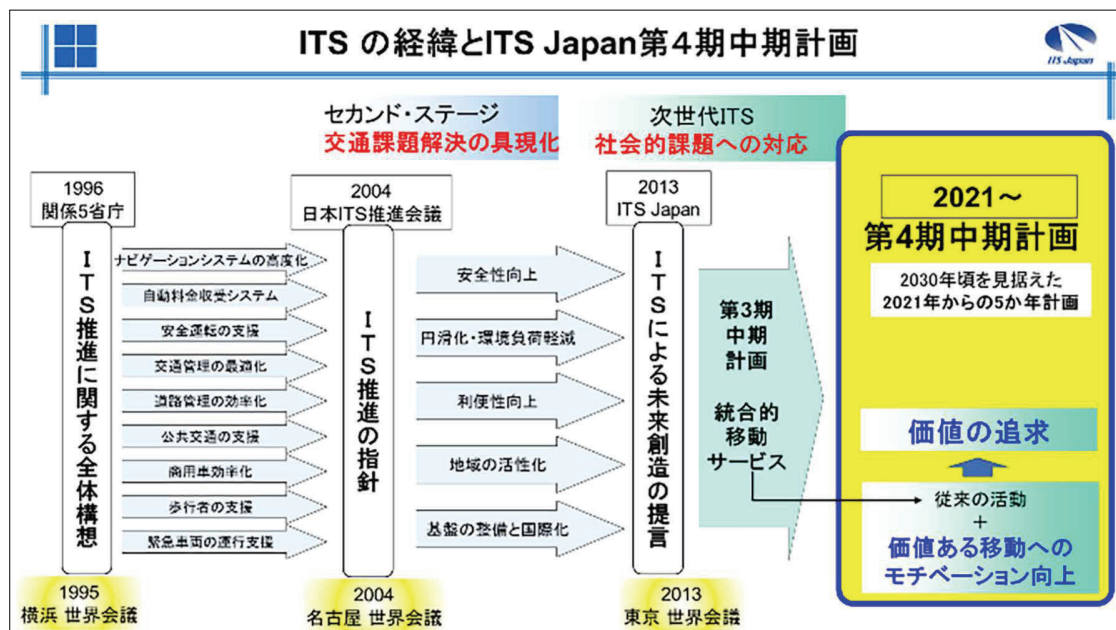 ITS の経緯とITS Japan第4期中期計画
ITS Japan
セカンド・ステージ
交通課題解決の具現化
次世代ITS
社会的課題への対応
1996
関係5省庁
ITS推進に関する全体構想
1995
横浜 世界会議
ナビゲーションシステムの高度化
自動料金収受システム
安全運転の支援
交通管理の最適化
道路管理の効率化
公共交通の支援
商用車効率化
歩行者の支援
緊急車両の運行支援
2004
日本ITS推進会議
ITS推進の指針
2004
名古屋 世界会議
安全性向上
円滑化・環境負荷軽減
利便性向上
地域の活性化
基盤の整備と国際化
2013
ITS Japan
ITSによる未来創造の提言
2013
東京 世界会議
第3期
中期
計画
統合的
移動
サービス
2021～
第4期中期計画
2030年頃を見据えた
2021年からの5か年計画
価値の追求
従来の活動
+
価値ある移動への
モチベーション向上